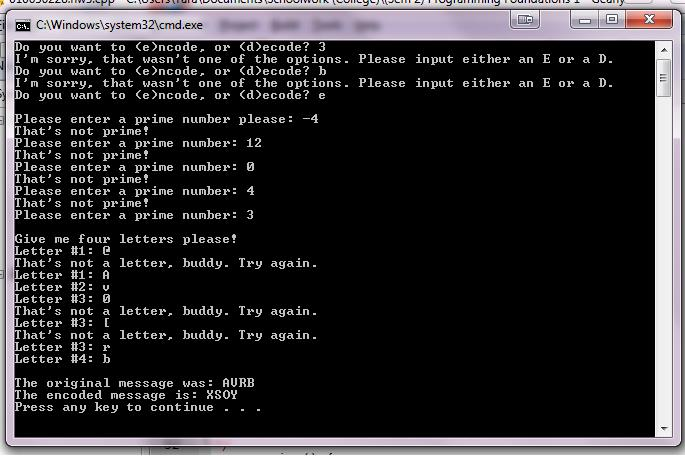 C:\Windows\system32\cmd.exe
Do you want to (e)ncode, or (d)ecode? 3
I'm sorry, that wasn't one of the options. Please input either an E or a D.
Do you want to (e)ncode, or (d)ecode? b
I'm sorry, that wasn't one of the options. Please input either an E or a D.
Do you want to (e)ncode, or (d)ecode? e
Please enter a prime number please: -4
That's not prime!
Please enter a prime number: 12
That's not prime!
Please enter a prime number: 0
That's not prime!
Please enter a prime number: 4
That's not prime!
Please enter a prime number: 3
Give me four letters please!
Letter #1: @
That's not a letter, buddy. Try again.
Letter #1: A
Letter #2: v
Letter #3: 0
That's not a letter, buddy. Try again.
Letter #3: [
That's not a letter, buddy. Try again.
Letter #3: r
Letter #4: b
The original message was: AVRB
The encoded message is: XSOY
Press any key to continue . . .